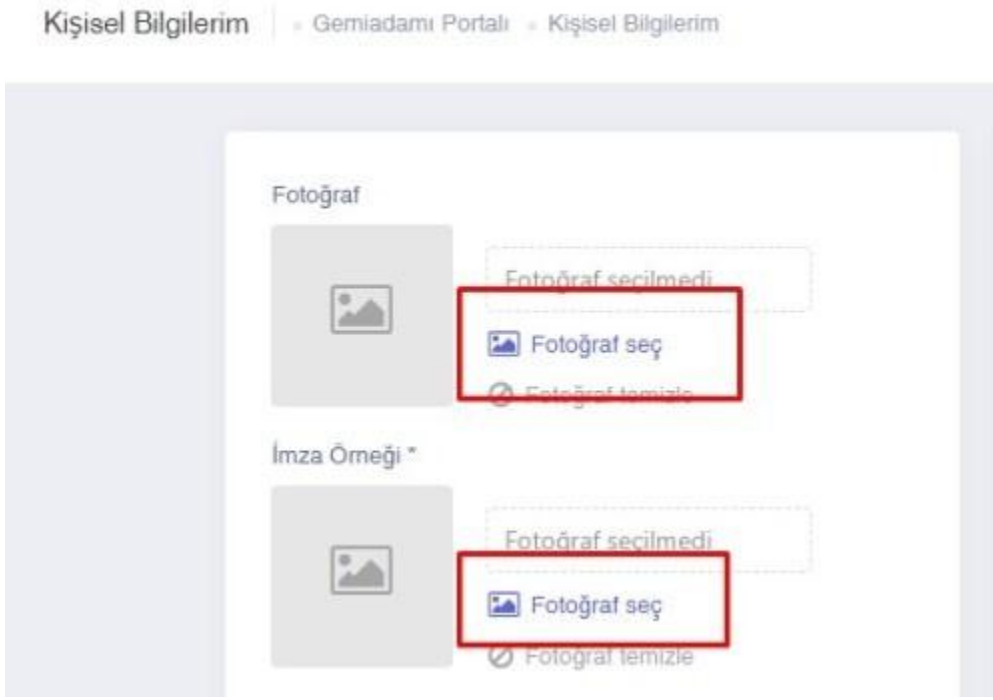 Kişisel Bilgilerim Gemiadamı Portalı Kişisel Bilgilerim
Fotoğraf
Fotoğraf seçilmedi
Fotoğraf seç
Fotoğraf temizle
İmza Örneği *
Fotoğraf seçilmedi
Fotoğraf seç
Fotoğraf temizle